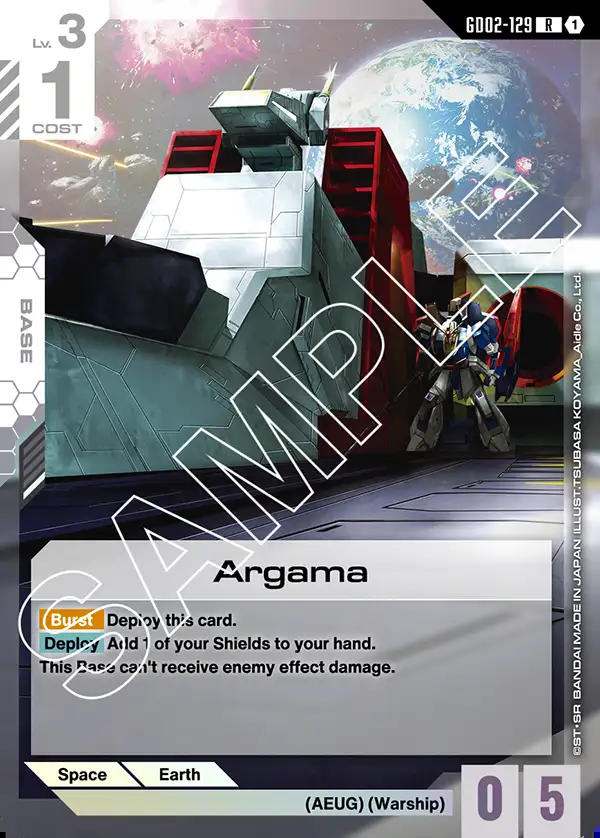 GD02-129 R 1
Lv. 3
1
COST
BASE
SAMPLE
©ST・SR BANDAI MADE IN JAPAN ILLUST.TSUBASA KOYAMA_Aidle Co., Ltd.
Argama
Burst Deploy this card.
Deploy Add 1 of your Shields to your hand.
This Base can't receive enemy effect damage.
Space Earth
(AEUG) (Warship)
0 5